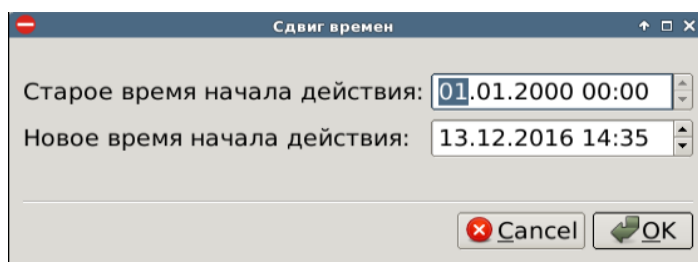 Сдвиг времен
Старое время начала действия: 01.01.2000 00:00
Новое время начала действия: 13.12.2016 14:35
Cancel OK